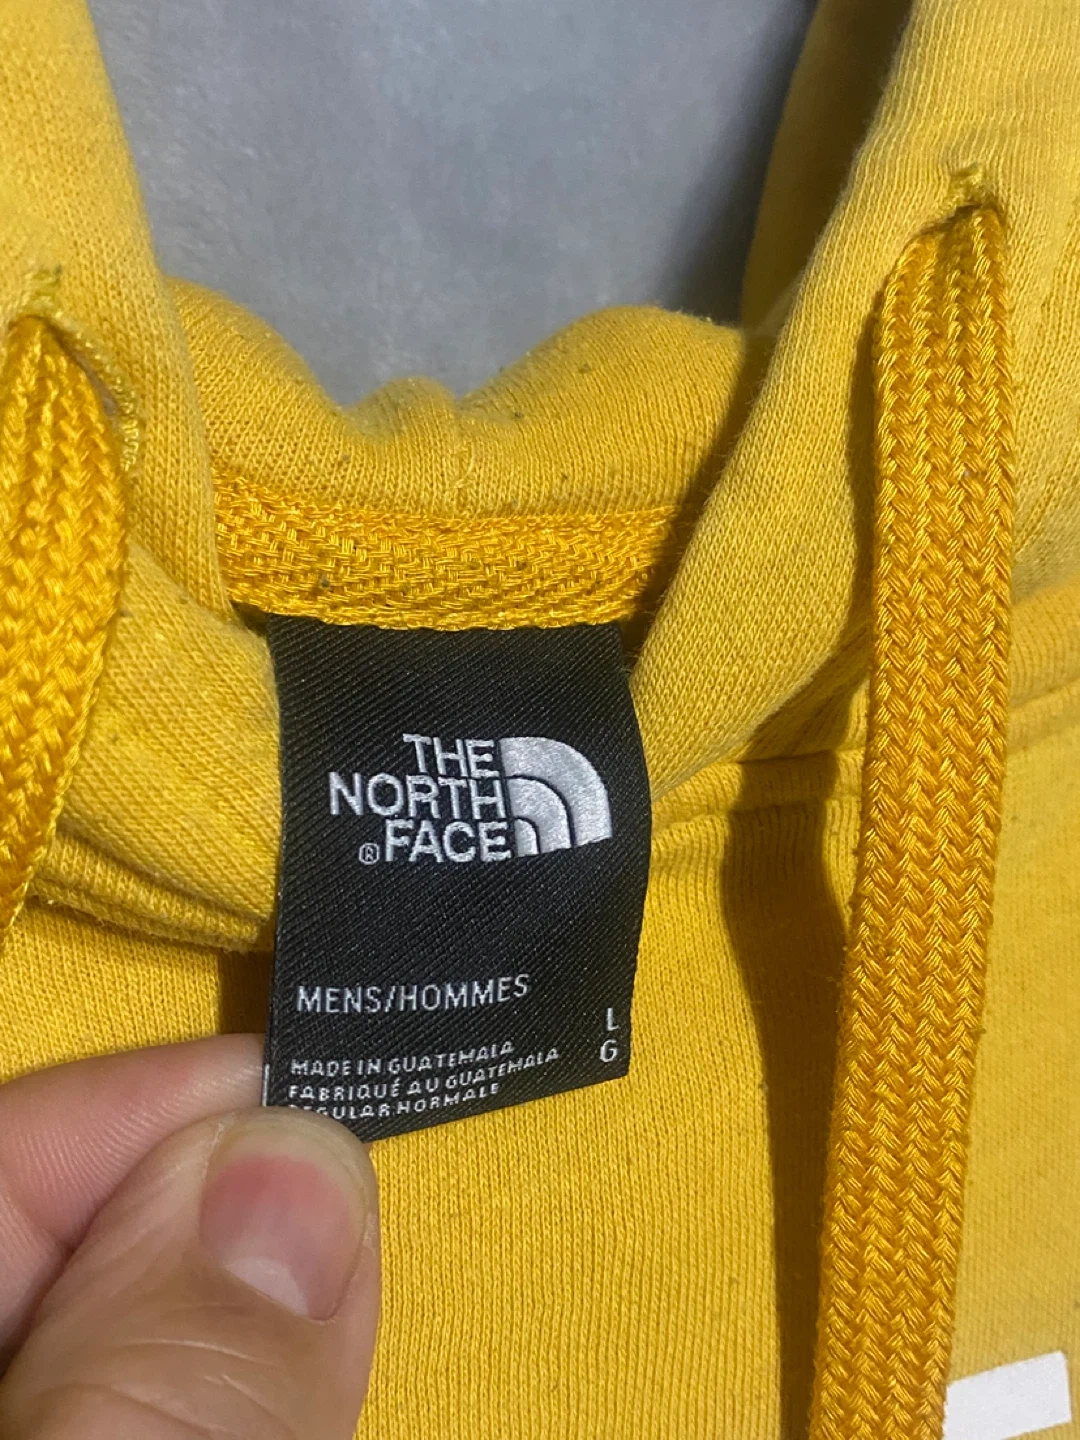 THE
NORTH
®FACE
MENS/HOMMES
L
G
MADE IN GUATEMALA
FABRIQUÉ AU GUATEMALA
REGULAR NORMALE